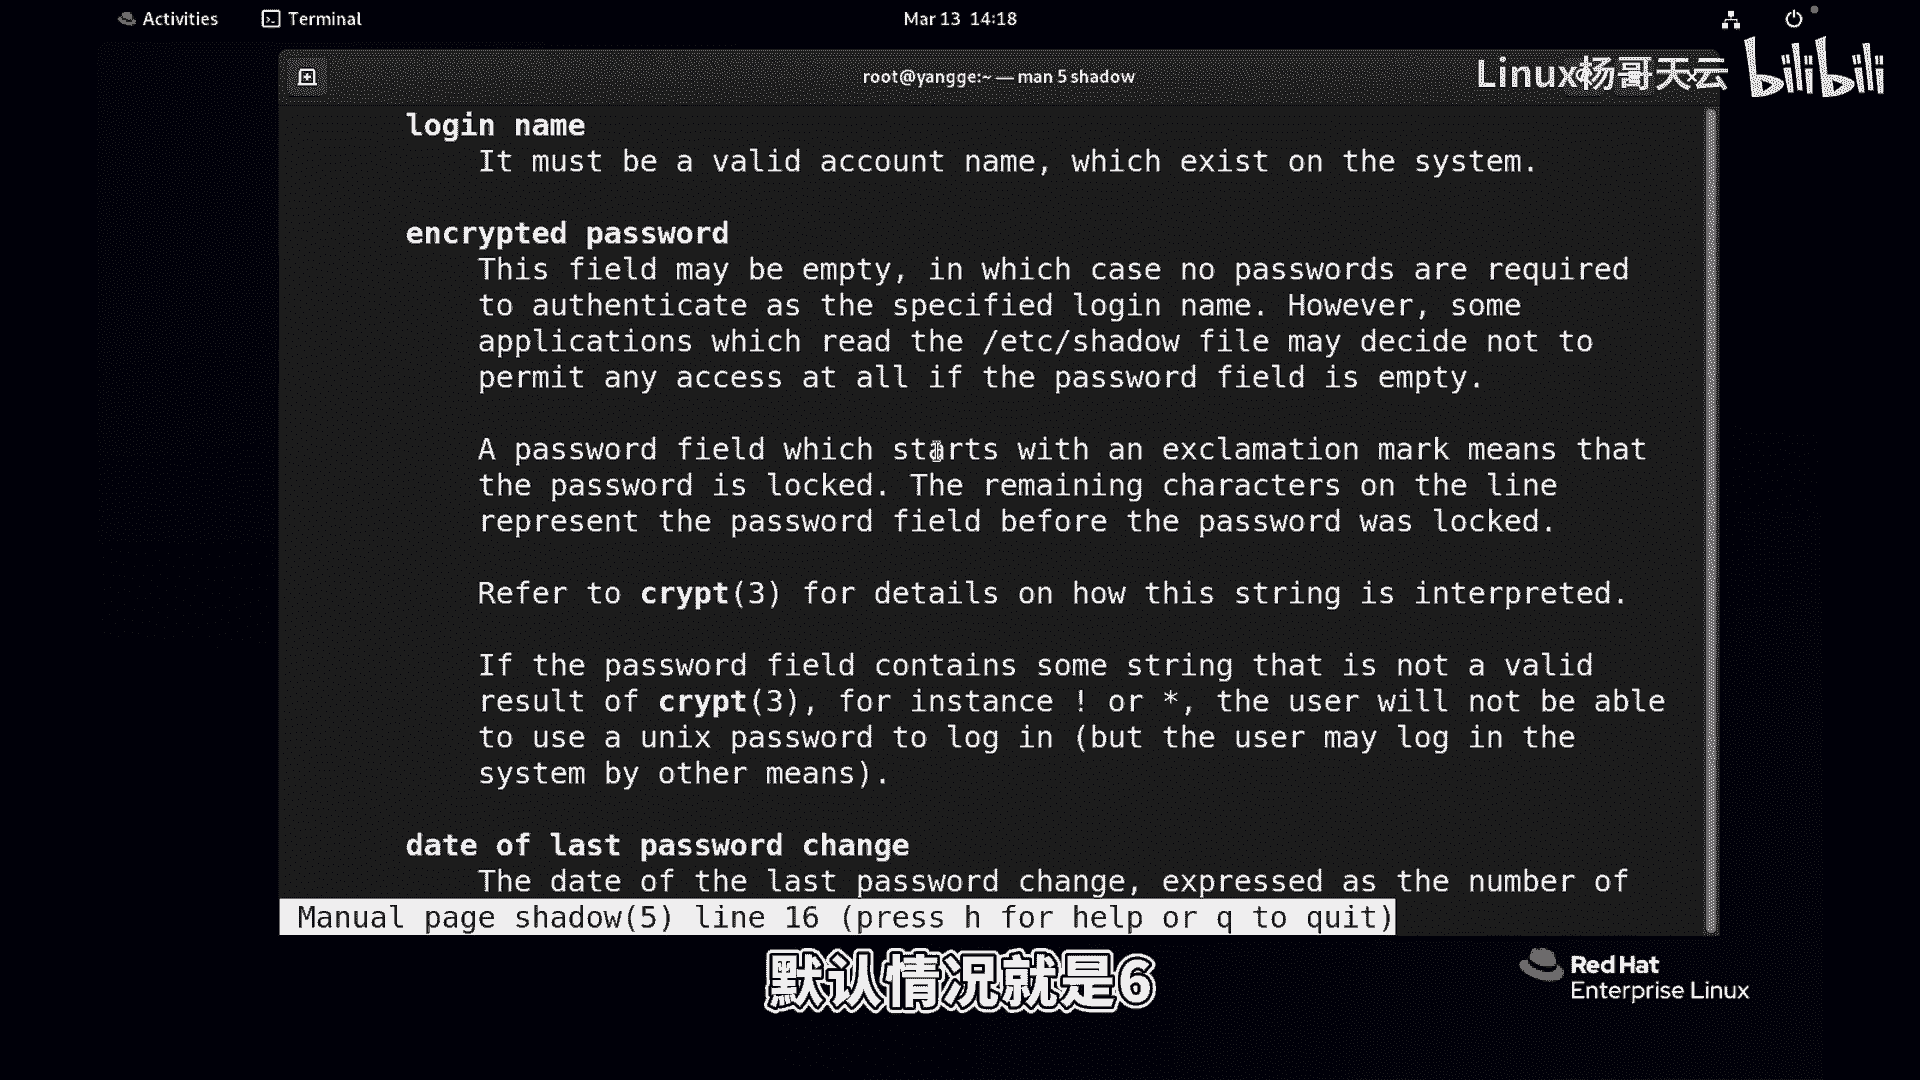 Activities
Terminal
Mar 13 14:18
root@yangge:~ — man 5 shadow
Linux杨哥天云
bilibili
login name
It must be a valid account name, which exist on the system.
encrypted password
This field may be empty, in which case no passwords are required
to authenticate as the specified login name. However, some
applications which read the /etc/shadow file may decide not to
permit any access at all if the password field is empty.
A password field which starts with an exclamation mark means that
the password is locked. The remaining characters on the line
represent the password field before the password was locked.
Refer to crypt(3) for details on how this string is interpreted.
If the password field contains some string that is not a valid
result of crypt(3), for instance ! or *, the user will not be able
to use a unix password to log in (but the user may log in the
system by other means).
date of last password change
The date of the last password change, expressed as the number of
Manual page shadow(5) line 16 (press h for help or q to quit)
默认情况就是6
Red Hat
Enterprise Linux